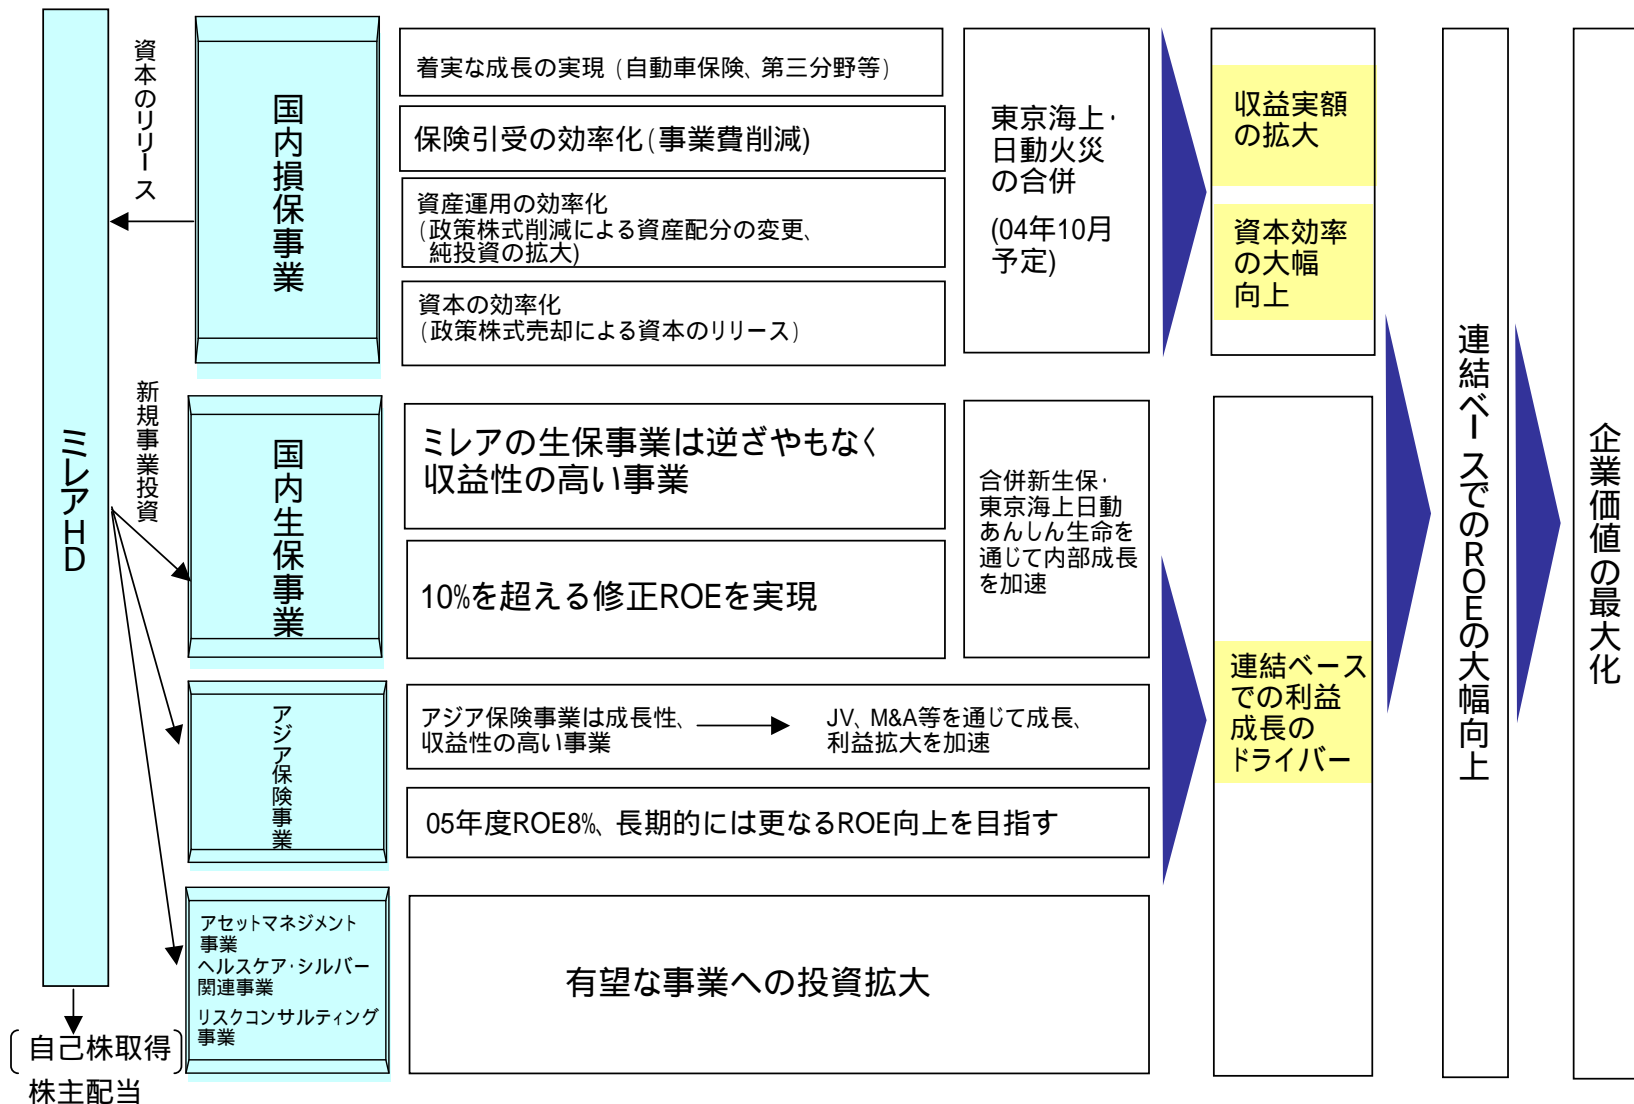 ミレアHD
資本のリリース
新規事業投資
自己株取得
株主配当
国内損保事業
着実な成長の実現（自動車保険、第三分野等）
保険引受の効率化（事業費削減)
資産運用の効率化
（政策株式削減による資産配分の変更、
純投資の拡大)
資本の効率化
（政策株式売却による資本のリリース）
東京海上・
日動火災
の合併
(04年10月
予定)
収益実額
の拡大
資本効率
の大幅
向上
国内生保事業
ミレアの生保事業は逆ざやもなく
収益性の高い事業
10%を超える修正ROEを実現
合併新生保・
東京海上日動
あんしん生命を
通じて内部成長
を加速
アジア保険事業
アジア保険事業は成長性、
収益性の高い事業
JV、M&A等を通じて成長、
利益拡大を加速
05年度ROE8%、長期的には更なるROE向上を目指す
アセットマネジメント
事業
ヘルスケア・シルバー
関連事業
リスクコンサルティング
事業
有望な事業への投資拡大
連結ベース
での利益
成長の
ドライバー
連結ベースでのROEの大幅向上
企業価値の最大化